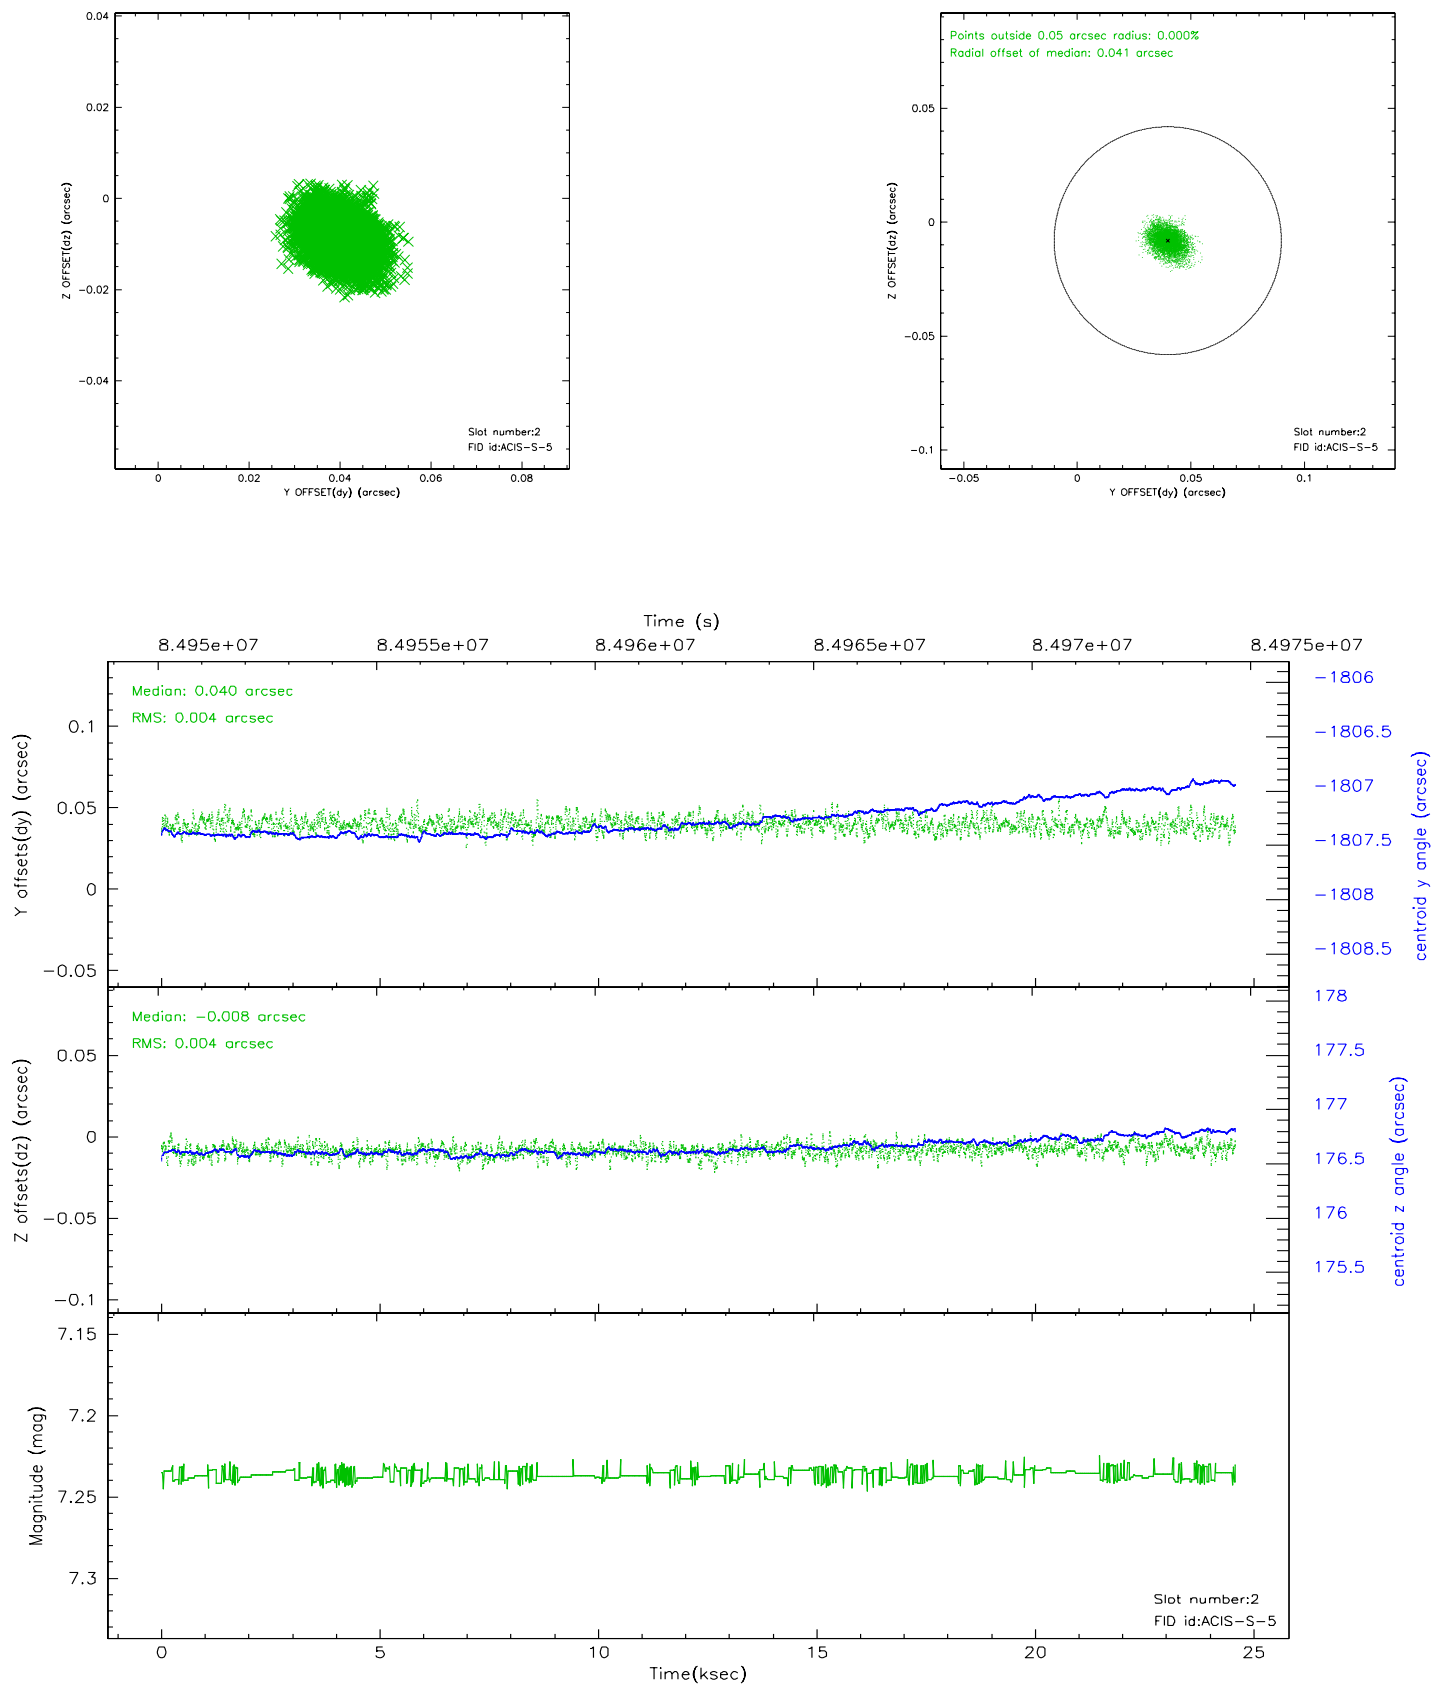 0.04
0.02
0
-0.02
-0.04
Z OFFSET(dz) (arcsec)
Slot number:2
FID id:ACIS-S-5
0 0.02 0.04 0.06 0.08
Y OFFSET(dy) (arcsec)
Points outside 0.05 arcsec radius: 0.000%
Radial offset of median: 0.041 arcsec
0.05
0
-0.05
-0.1
Z OFFSET(dz) (arcsec)
Slot number:2
FID id:ACIS-S-5
-0.05 0 0.05 0.1
Y OFFSET(dy) (arcsec)
Time (s)
8.495e+07 8.4955e+07 8.496e+07 8.4965e+07 8.497e+07 8.4975e+07
Median: 0.040 arcsec
RMS: 0.004 arcsec
0.1
0.05
0
-0.05
Y offsets(dy) (arcsec)
-1806
-1806.5
-1807
-1807.5
-1808
-1808.5
centroid y angle (arcsec)
Median: -0.008 arcsec
RMS: 0.004 arcsec
0.05
0
-0.05
-0.1
Z offsets(dz) (arcsec)
178
177.5
177
176.5
176
175.5
centroid z angle (arcsec)
7.15
7.2
7.25
7.3
Magnitude (mag)
Slot number:2
FID id:ACIS-S-5
0 5 10 15 20 25
Time(ksec)